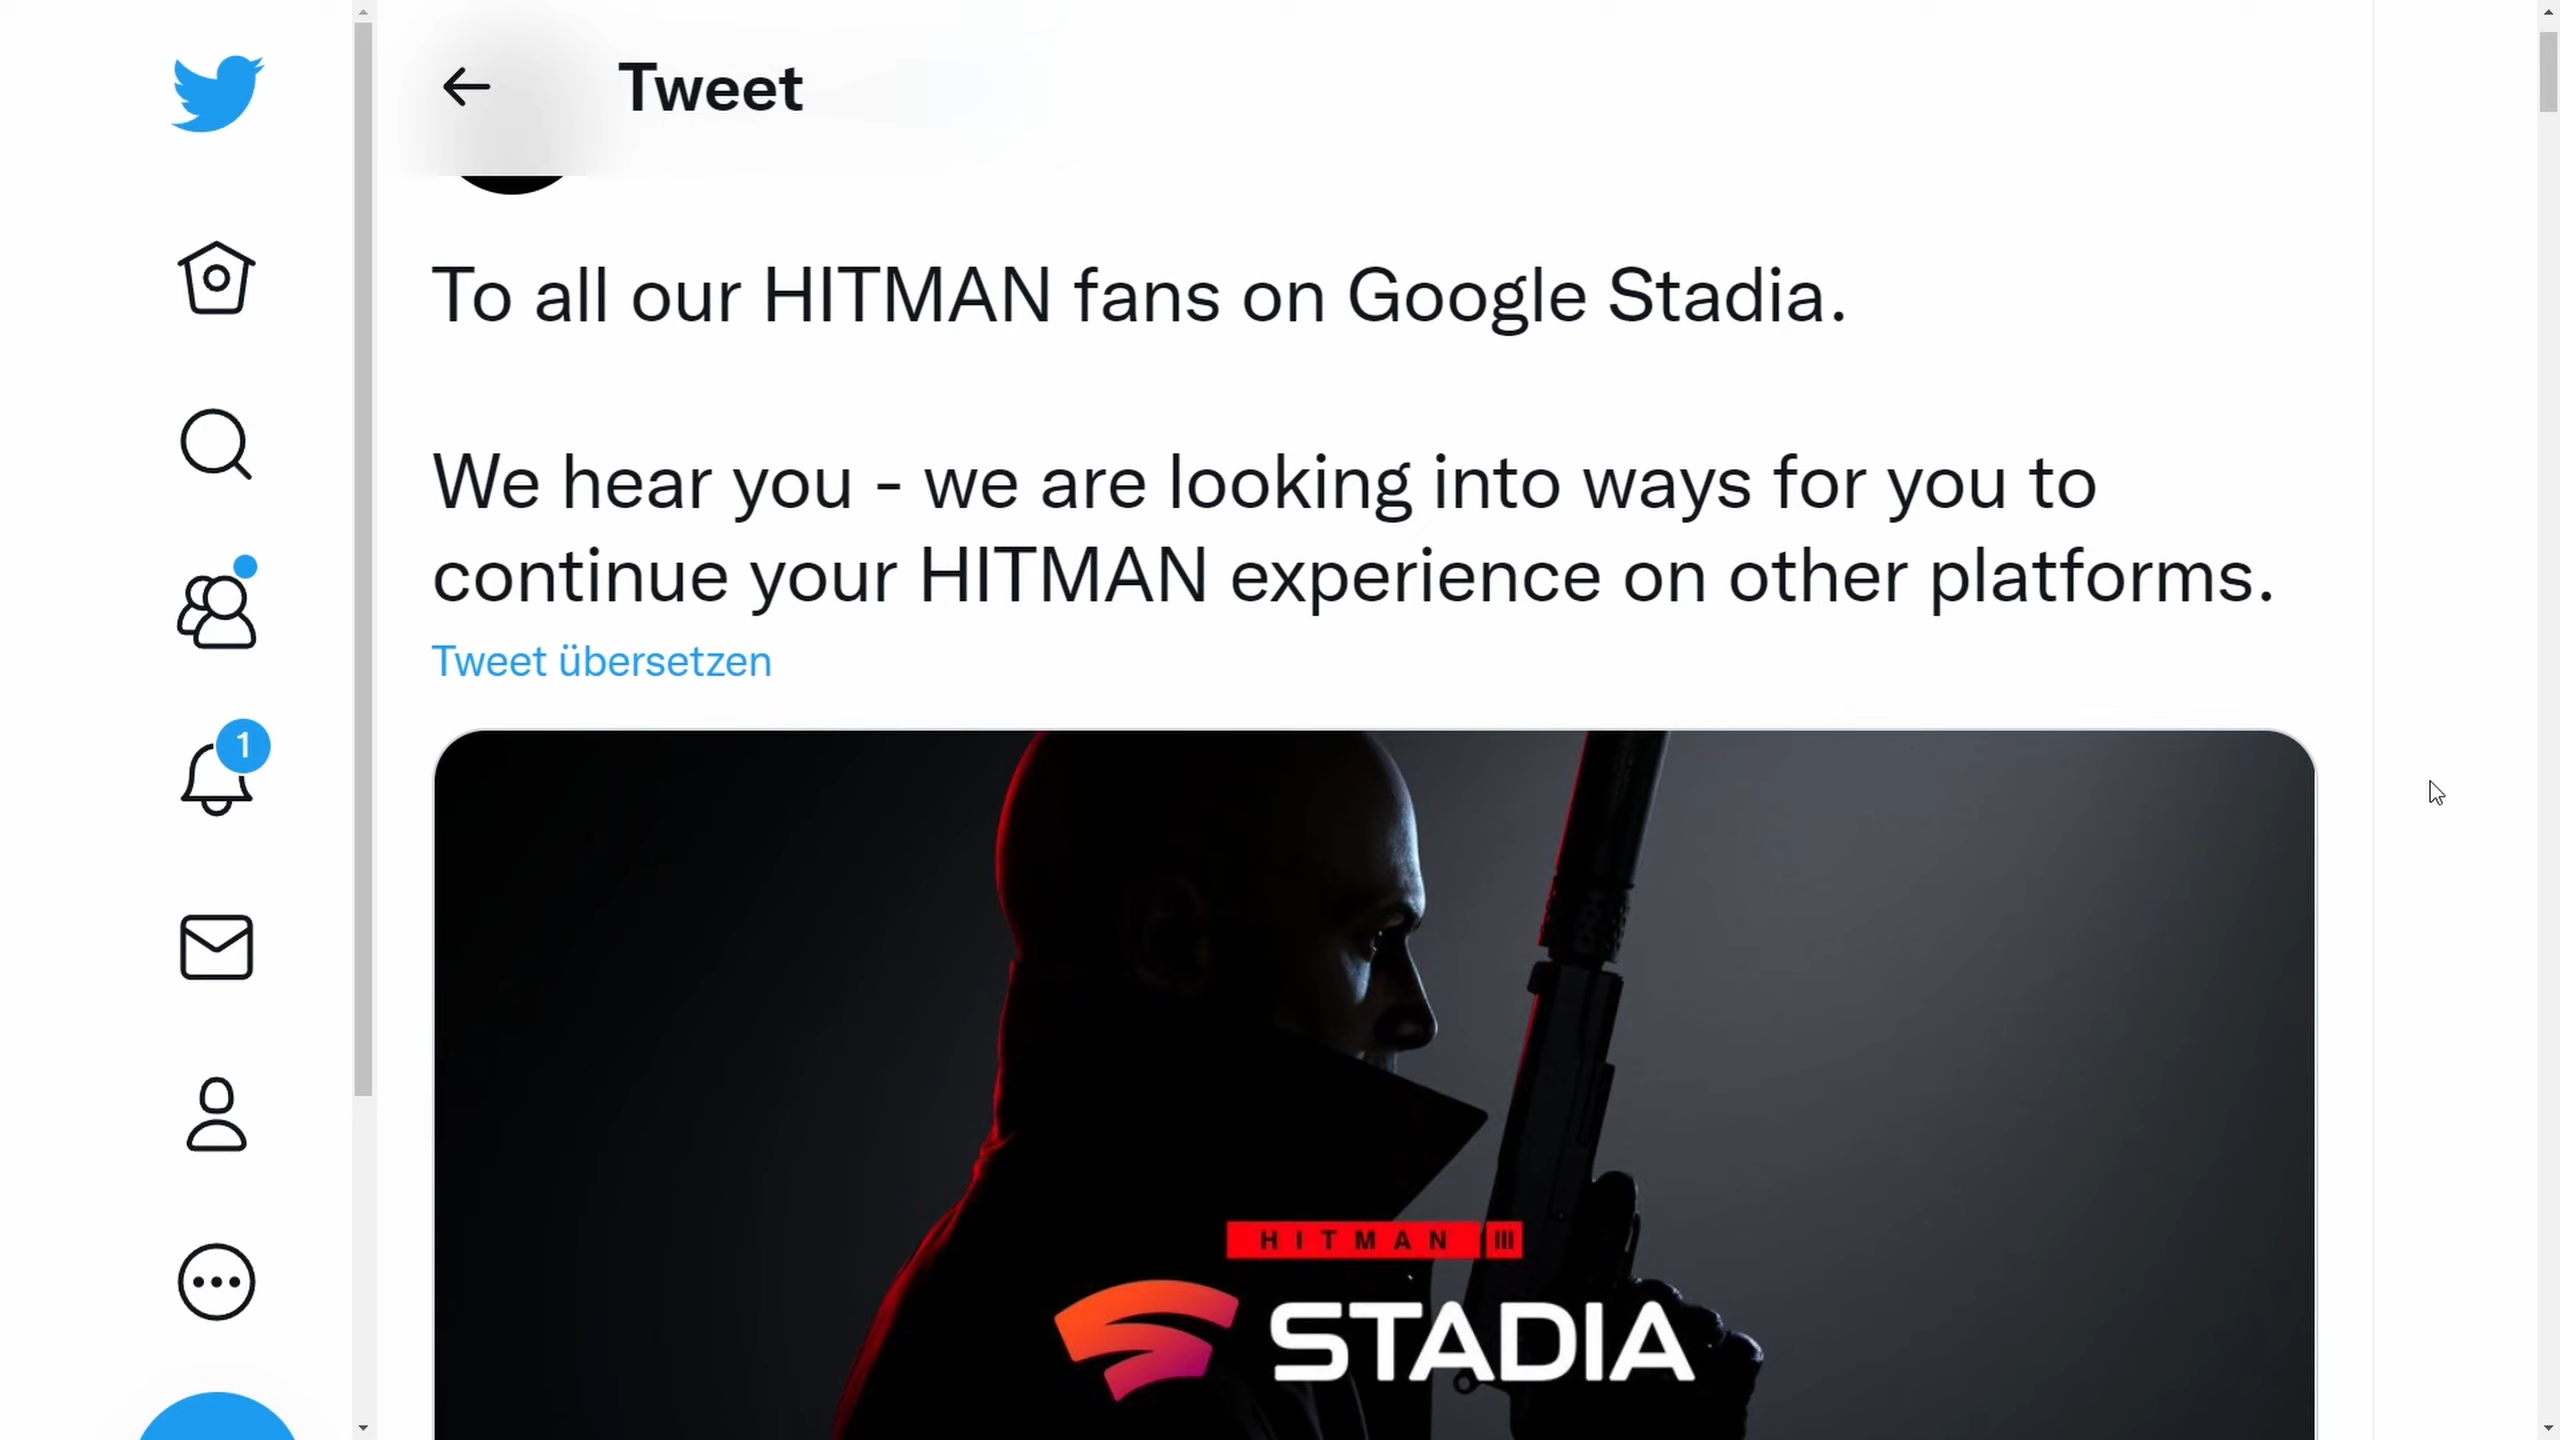 Tweet
To all our HITMAN fans on Google Stadia.
We hear you - we are looking into ways for you to
continue your HITMAN experience on other platforms.
Tweet übersetzen
1
HITMAN III
STADIA